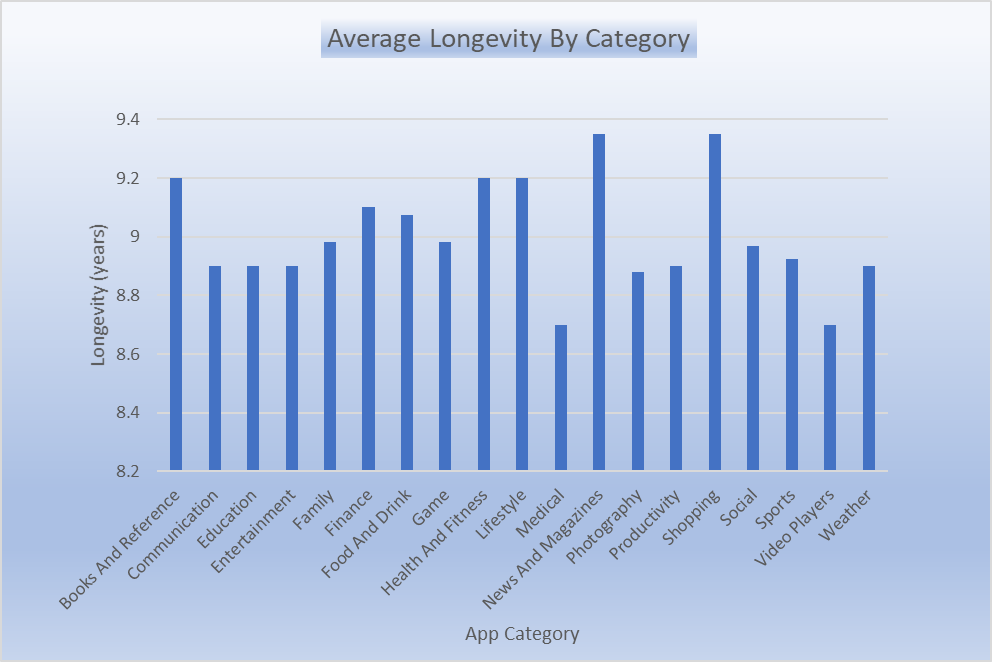 Average Longevity By Category
9.4
9.2
9
8.8
8.6
8.4
8.2
Longevity (years)
Books And Reference
Communication
Education
Entertainment
Family
Finance
Food And Drink
Game
Health And Fitness
Lifestyle
Medical
News And Magazines
Photography
Productivity
Shopping
Social
Sports
Video Players
Weather
App Category